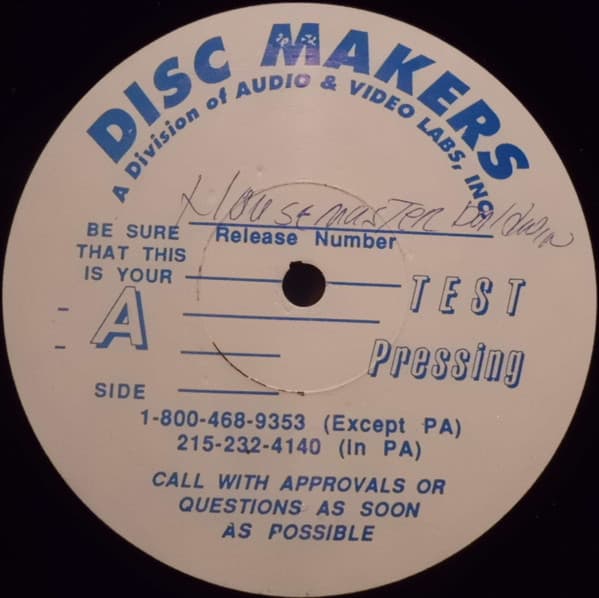 DISC MAKERS
A Division of AUDIO & VIDEO LABS, INC.
Housemaster Baldwin
Release Number
BE SURE
THAT THIS
IS YOUR
A
SIDE
TEST
Pressing
1-800-468-9353 (Except PA)
215-232-4140 (In PA)
CALL WITH APPROVALS OR
QUESTIONS AS SOON
AS POSSIBLE